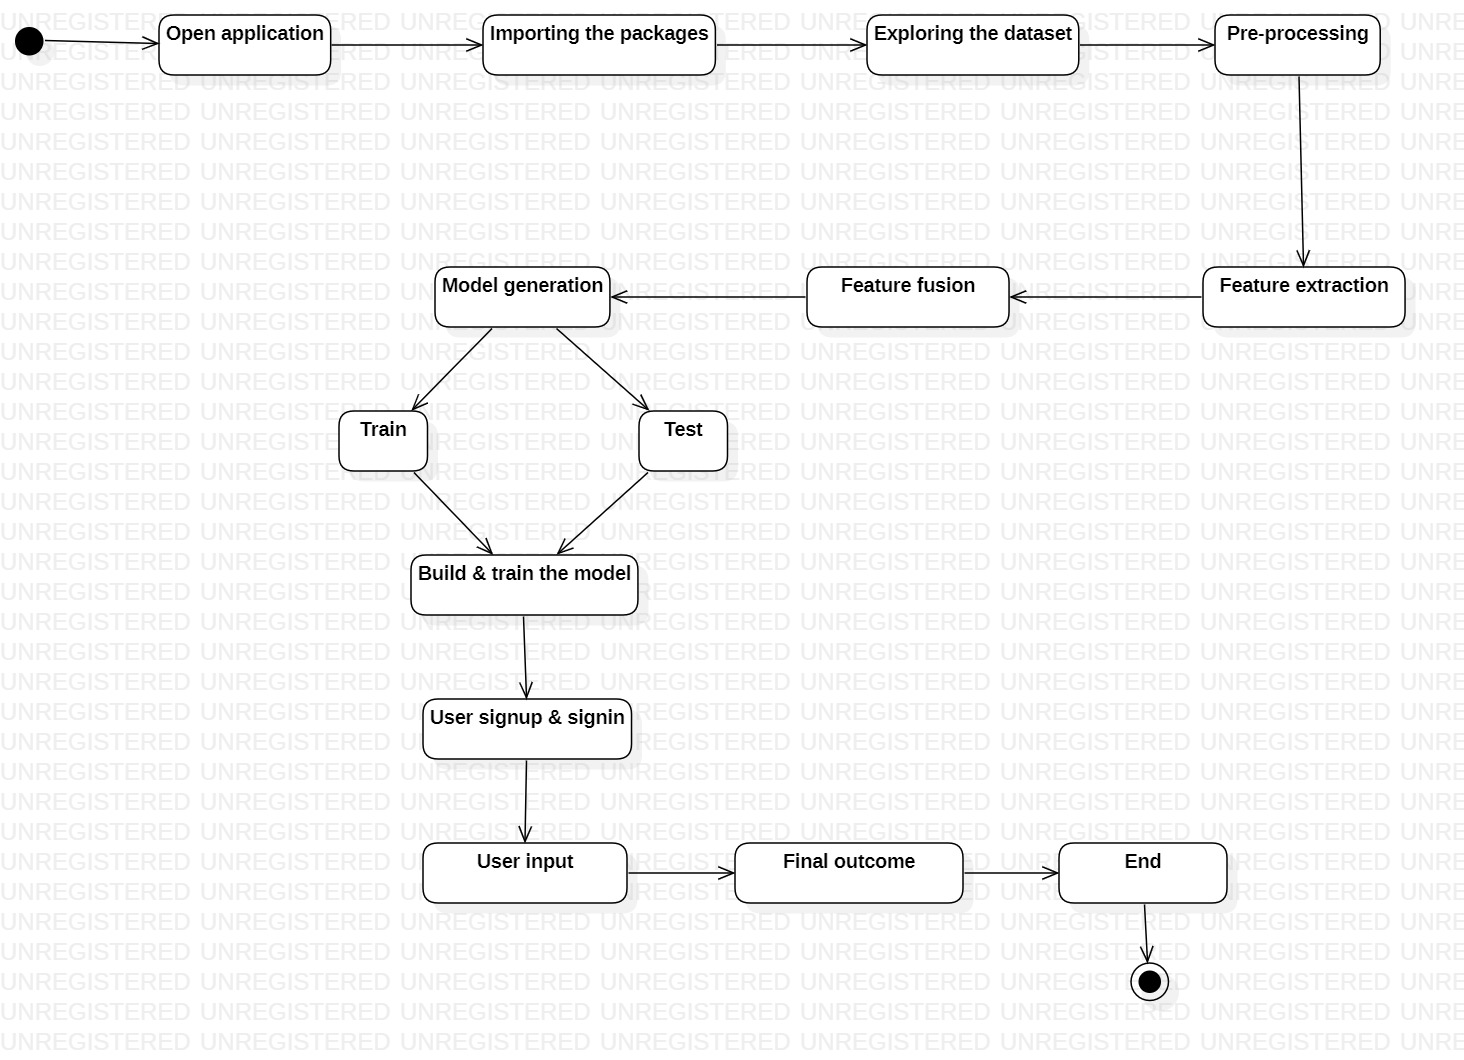 Open application
Importing the packages
Exploring the dataset
Pre-processing
Model generation
Feature fusion
Feature extraction
Train
Test
Build & train the model
User signup & signin
User input
Final outcome
End
UNREGISTERED